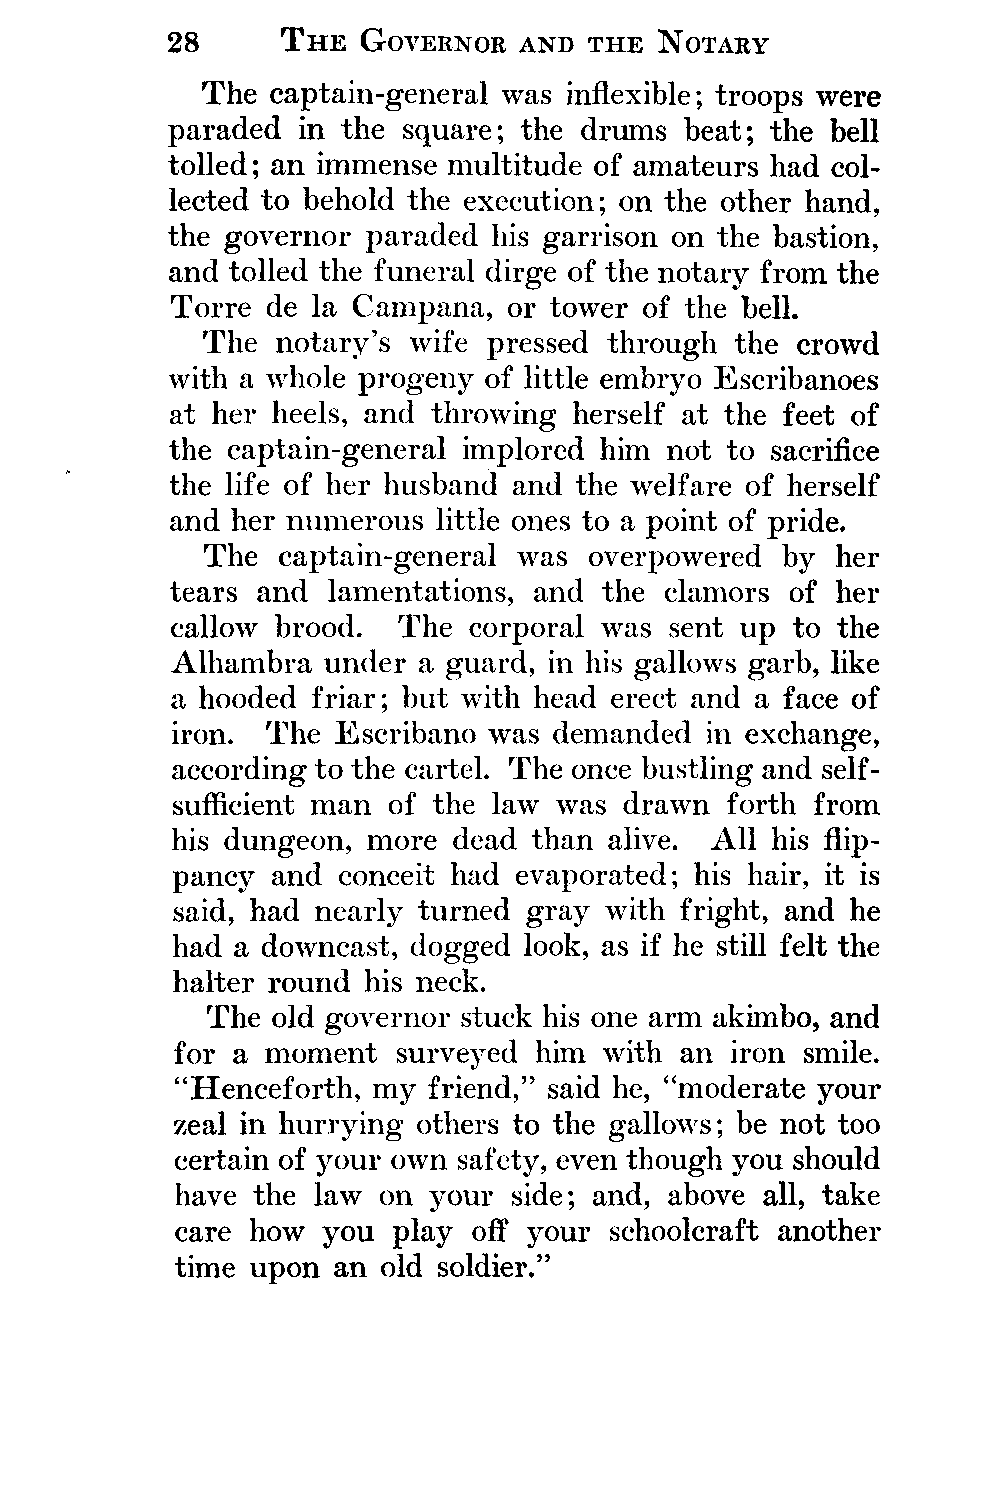 28 THE GOVERNOR AND THE NOTARY
The captain-general was inflexible; troops were
paraded in the square; the drums beat; the bell
tolled; an immense multitude of amateurs had col-
lected to behold the execution; on the other hand,
the governor paraded his garrison on the bastion,
and tolled the funeral dirge of the notary from the
Torre de la Campana, or tower of the bell.
The notary's wife pressed through the crowd
with a whole progeny of little embryo Escribanoes
at her heels, and throwing herself at the feet of
the captain-general implored him not to sacrifice
the life of her husband and the welfare of herself
and her numerous little ones to a point of pride.
The captain-general was overpowered by her
tears and lamentations, and the clamors of her
callow brood. The corporal was sent up to the
Alhambra under a guard, in his gallows garb, like
a hooded friar; but with head erect and a face of
iron. The Escribano was demanded in exchange,
according to the cartel. The once bustling and self-
sufficient man of the law was drawn forth from
his dungeon, more dead than alive. All his flip-
pancy and conceit had evaporated; his hair, it is
said, had nearly turned gray with fright, and he
had a downcast, dogged look, as if he still felt the
halter round his neck.
The old governor stuck his one arm akimbo, and
for a moment surveyed him with an iron smile.
"Henceforth, my friend," said he, "moderate your
zeal in hurrying others to the gallows; be not too
certain of your own safety, even though you should
have the law on your side; and, above all, take
care how you play off your schoolcraft another
time upon an old soldier."